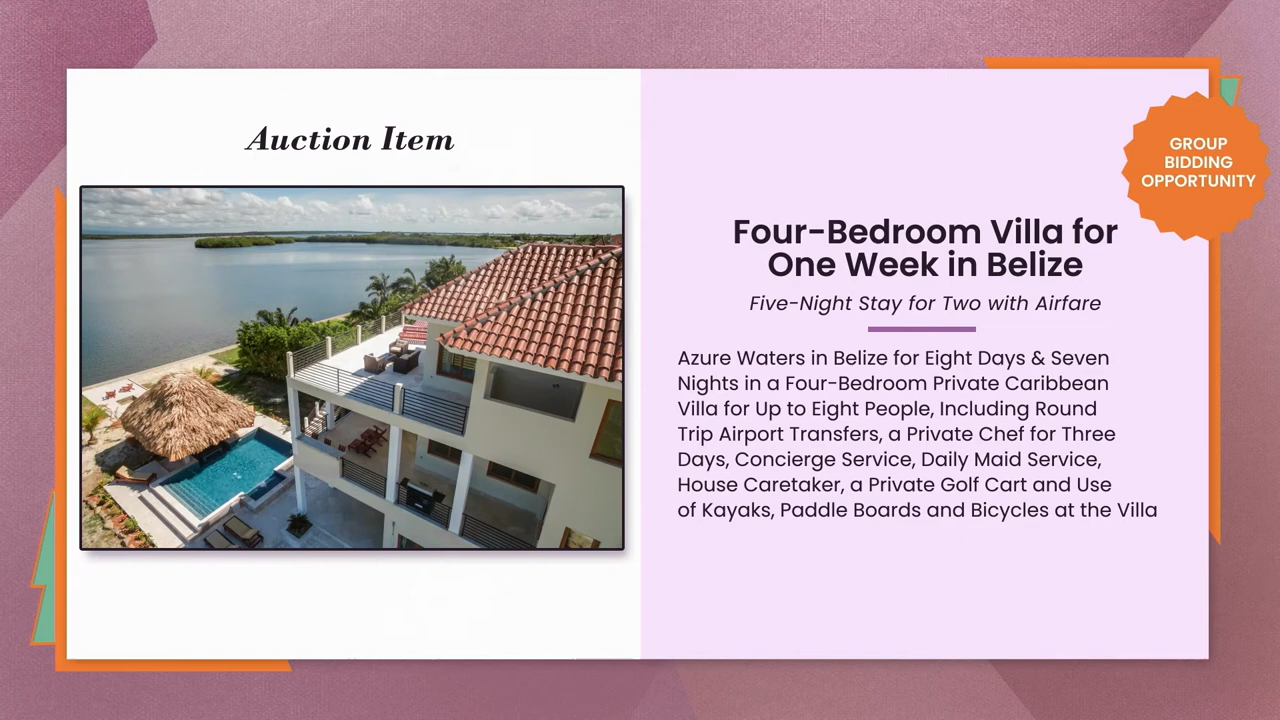 Auction Item
GROUP
BIDDING
OPPORTUNITY
Four-Bedroom Villa for
One Week in Belize
Five-Night Stay for Two with Airfare
Azure Waters in Belize for Eight Days & Seven
Nights in a Four-Bedroom Private Caribbean
Villa for Up to Eight People, Including Round
Trip Airport Transfers, a Private Chef for Three
Days, Concierge Service, Daily Maid Service,
House Caretaker, a Private Golf Cart and Use
of Kayaks, Paddle Boards and Bicycles at the Villa